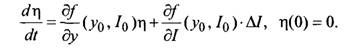 dη/dt = ∂f/∂y (y₀, I₀)η + ∂f/∂I (y₀, I₀)·ΔI, η(0) = 0.